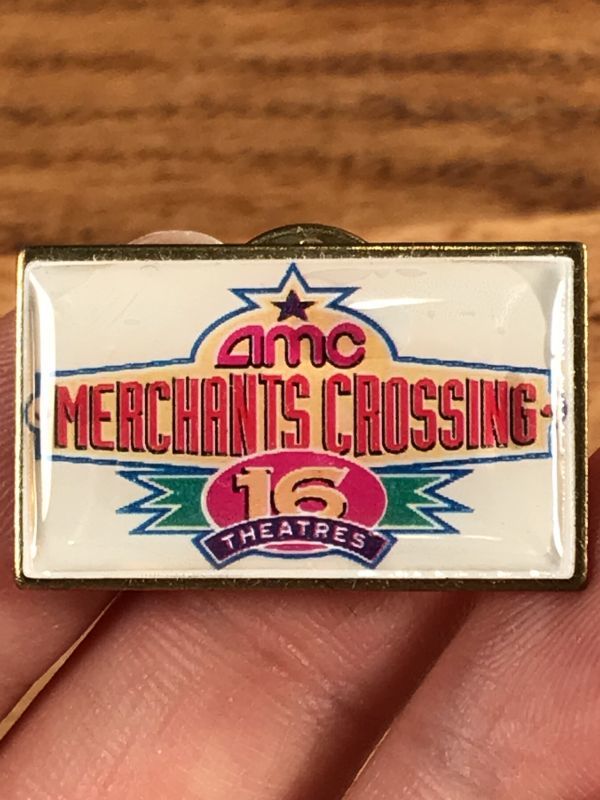 amc
MERCHANTS CROSSING
16
THEATRES